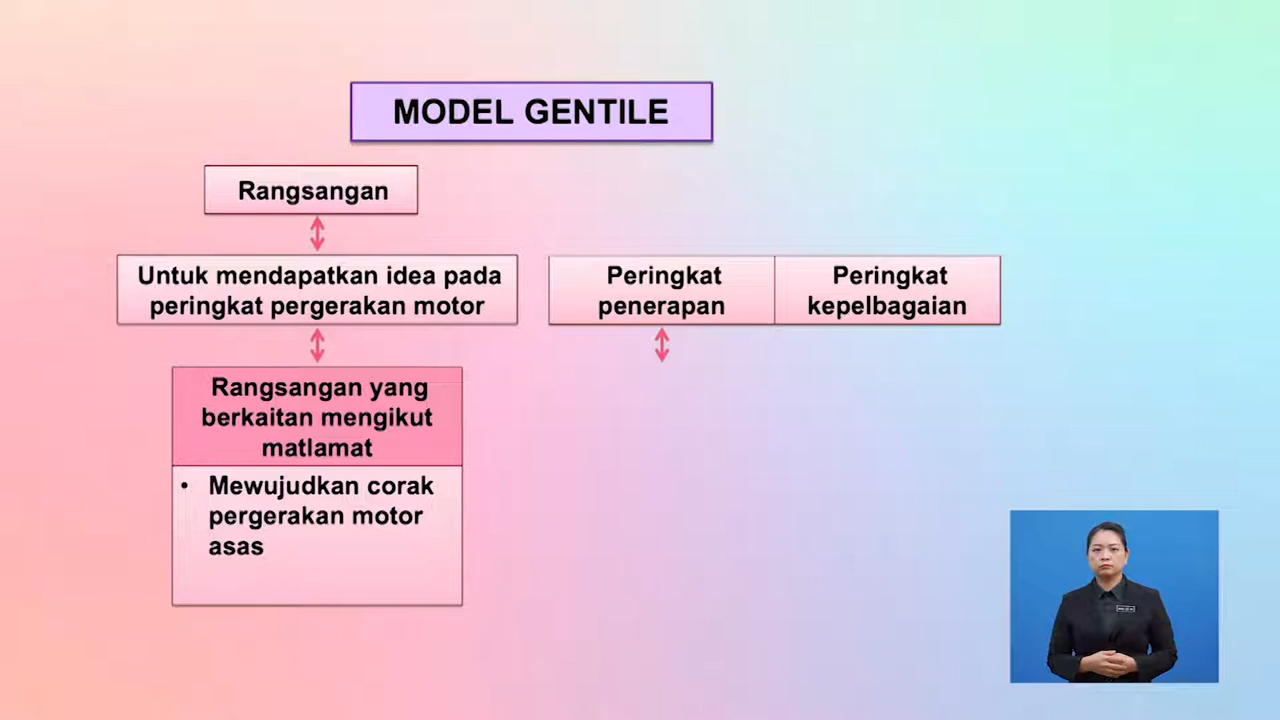 MODEL GENTILE
Rangsangan
Untuk mendapatkan idea pada
peringkat pergerakan motor
Peringkat
penerapan
Peringkat
kepelbagaian
Rangsangan yang
berkaitan mengikut
matlamat
• Mewujudkan corak
pergerakan motor
asas